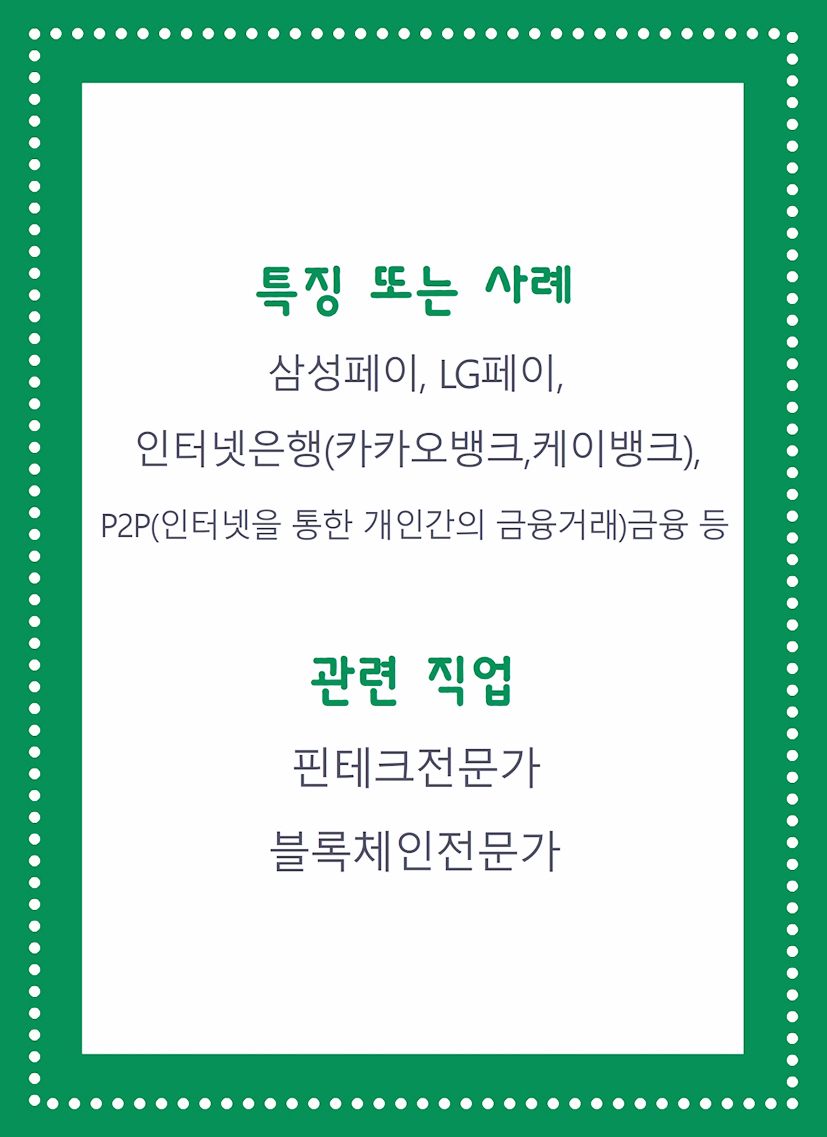 특징 또는 사례
삼성페이, LG페이,
인터넷은행(카카오뱅크,케이뱅크),
P2P(인터넷을 통한 개인간의 금융거래)금융 등
관련 직업
핀테크전문가
블록체인전문가